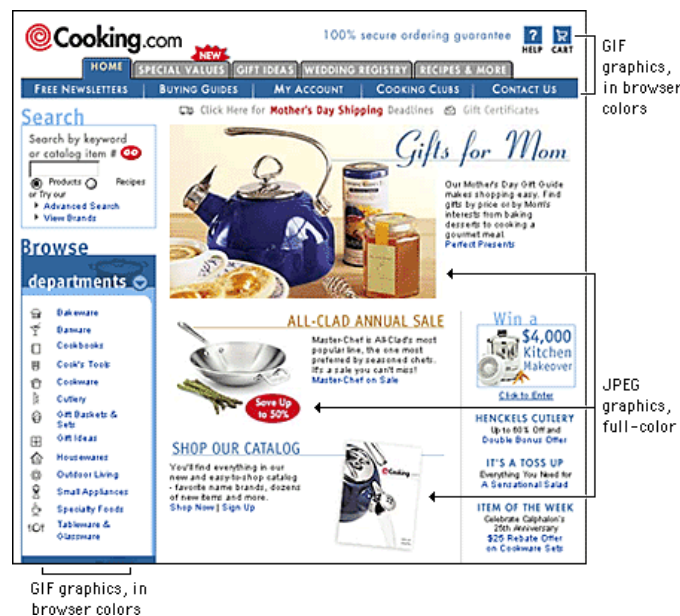 Cooking.com
100% secure ordering guarantee
HELP CART
NEW
HOME SPECIAL VALUES GIFT IDEAS WEDDING REGISTRY RECIPES & MORE
FREE NEWSLETTERS BUYING GUIDES MY ACCOUNT COOKING CLUBS CONTACT US
GIF
graphics,
in browser
colors
Click Here for Mother's Day Shipping Deadlines Gift Certificates
Search
Search by keyword
or catalog item # GO
Products Recipes
or Try our
Advanced Search
View Brands
Browse
departments
Bakeware
Barware
Cookbooks
Cook's Tools
Cookware
Cutlery
Gift Baskets &
Sets
Gift Ideas
Housewares
Outdoor Living
Small Appliances
Specialty Foods
Tableware &
Glassware
Gifts for Mom
Our Mother's Day Gift Guide
makes shopping easy. Find
gifts by price or by Mom's
interests from baking
desserts to cooking a
gourmet meal.
Perfect Presents
ALL-CLAD ANNUAL SALE
Master-Chef is All-Clad's most
popular line, the one most
preferred by seasoned chefs.
It's a sale you can't miss!
Master-Chef on Sale
Save Up
to 50%
SHOP OUR CATALOG
You'll find everything in our
new and easy-to-shop catalog
- favorite name brands, dozens
of new items and more.
Shop Now | Sign Up
Cooking
Win a
$4,000
Kitchen
Makeover
Click to Enter
HENCKELS CUTLERY
Up to 60% Off and
Double Bonus Offer
IT'S A TOSS UP
Everything You Need for
A Sensational Salad
ITEM OF THE WEEK
Celebrate Calphalon's
25th Anniversary
$25 Rebate Offer
on Cookware Sets
JPEG
graphics,
full-color
GIF graphics, in
browser colors